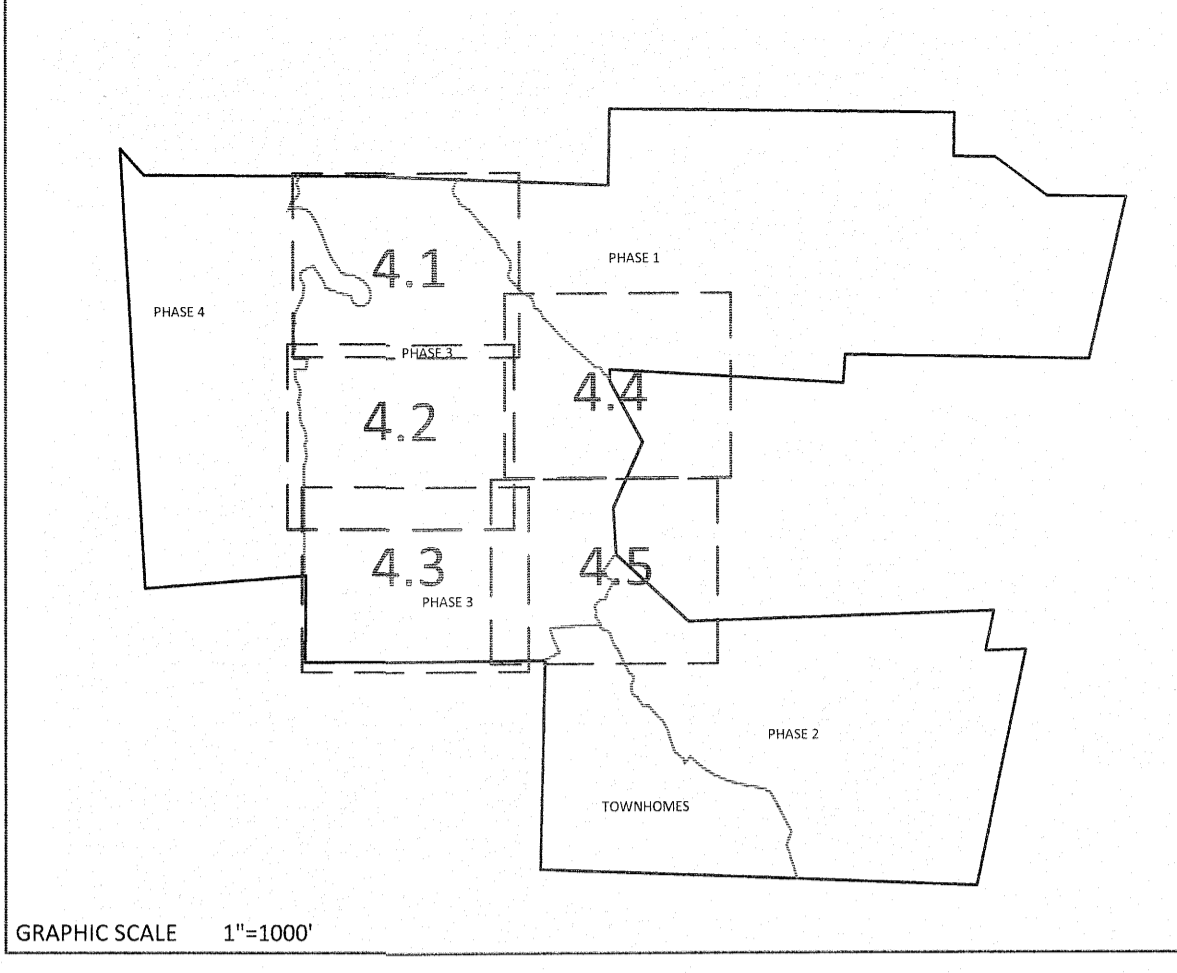 PHASE 1
4.1
PHASE 4
PHASE 3
4.4
4.2
4.3
4.5
PHASE 3
PHASE 2
TOWNHOMES
GRAPHIC SCALE 1"=1000'